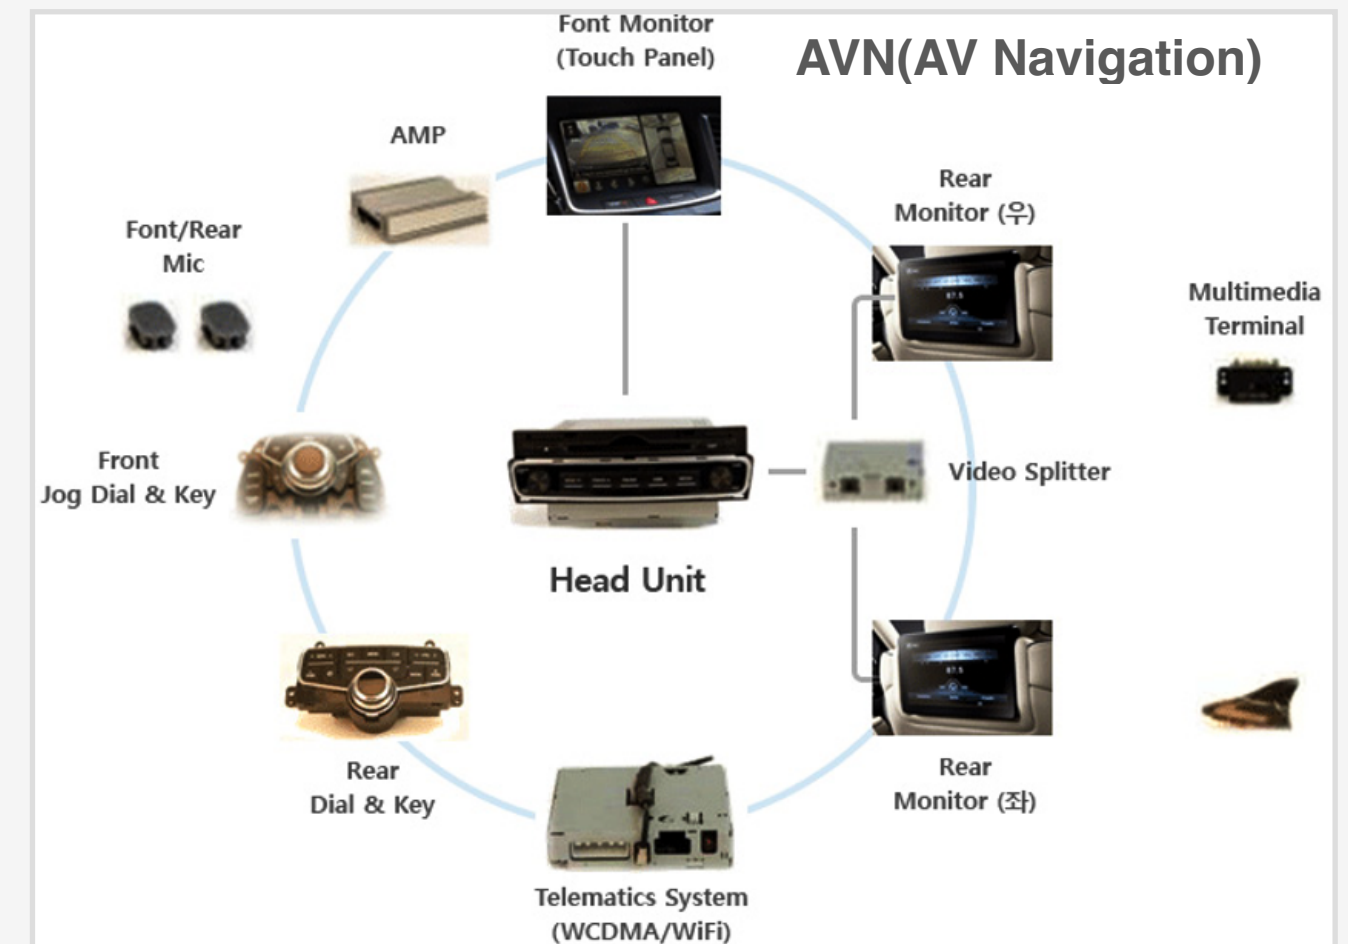 Font Monitor
(Touch Panel)
AVN(AV Navigation)
AMP
Rear
Monitor (우)
Font/Rear
Mic
Multimedia
Terminal
Front
Jog Dial & Key
Video Splitter
Head Unit
Rear
Dial & Key
Rear
Monitor (좌)
Telematics System
(WCDMA/WiFi)